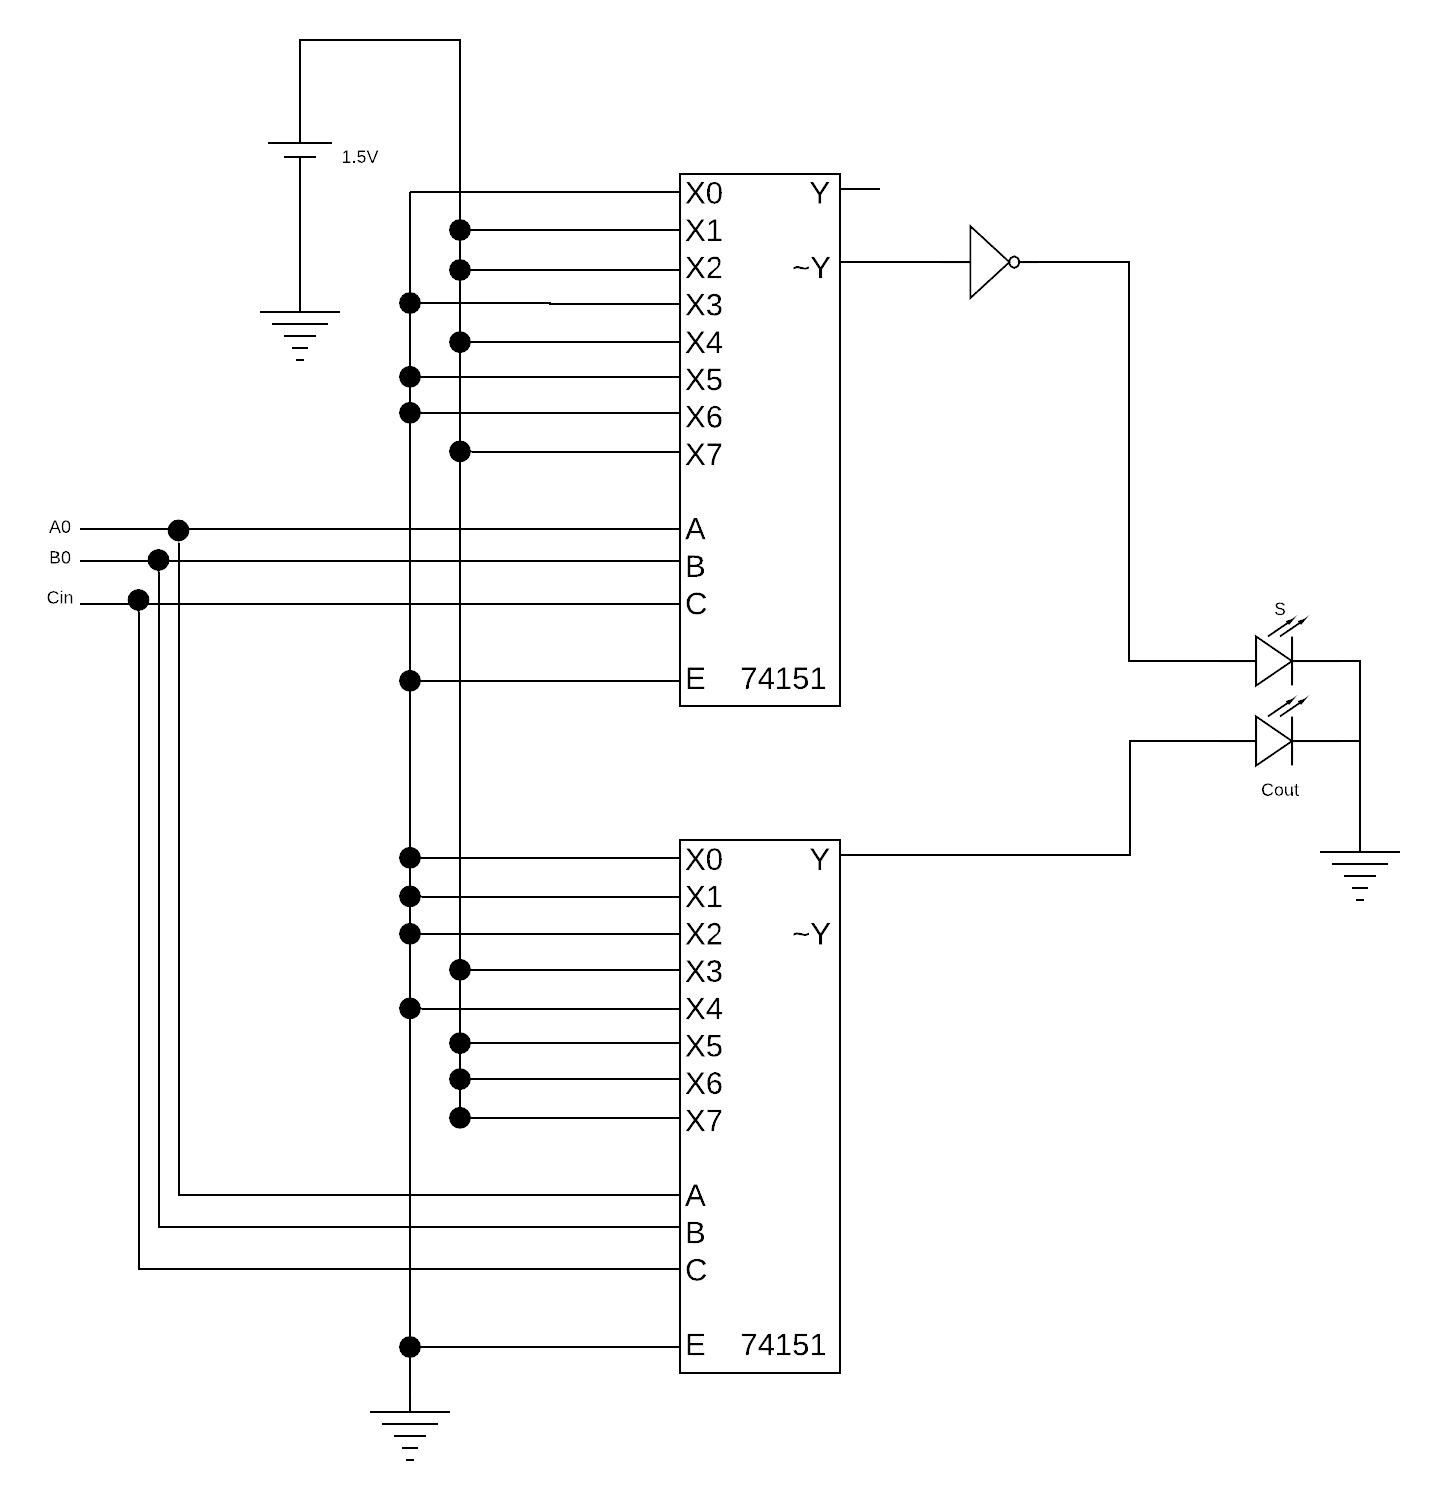 1.5V
X0 Y
X1
X2 ~Y
X3
X4
X5
X6
X7
A0
A
B0
B
Cin
C
E 74151
S
Cout
X0 Y
X1
X2 ~Y
X3
X4
X5
X6
X7
A
B
C
E 74151